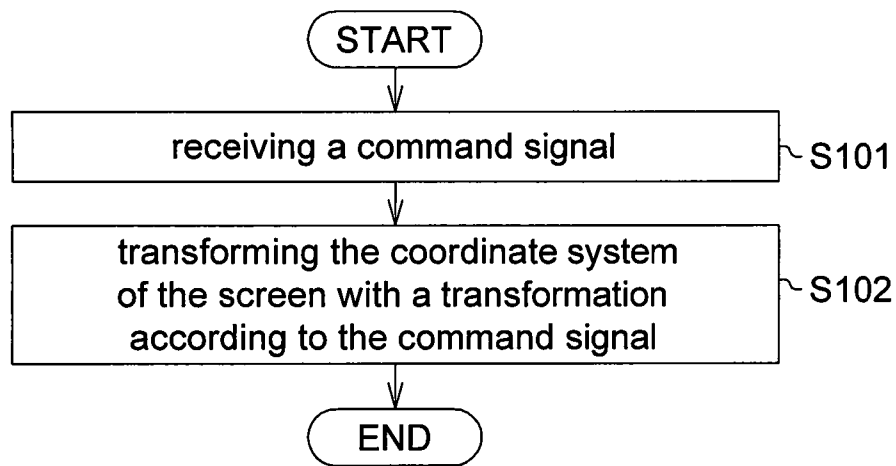 START
receiving a command signal
S101
transforming the coordinate system
of the screen with a transformation
according to the command signal
S102
END